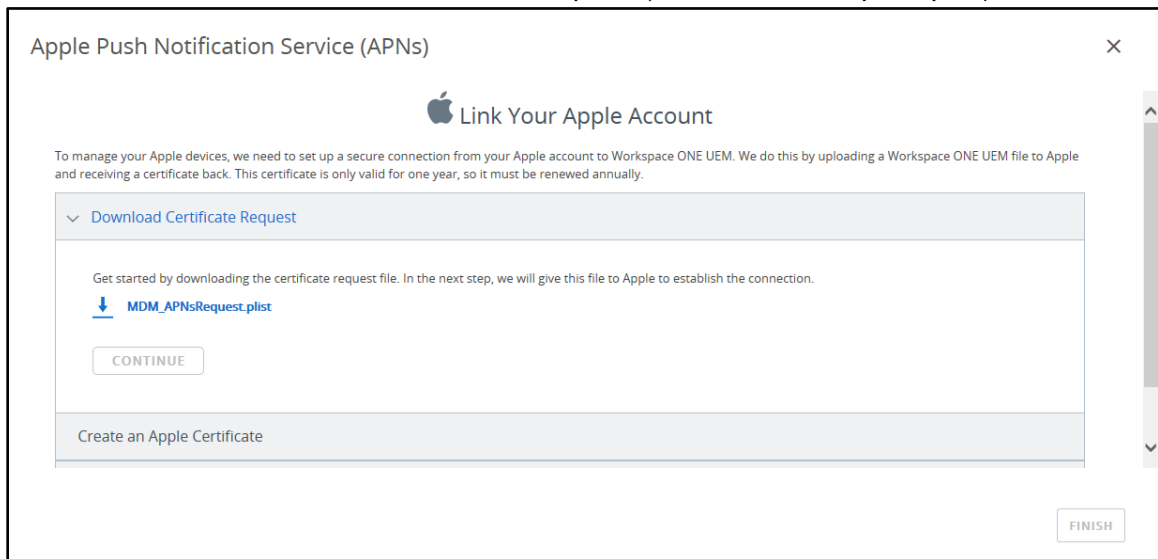 Apple Push Notification Service (APNs)
Link Your Apple Account
To manage your Apple devices, we need to set up a secure connection from your Apple account to Workspace ONE UEM. We do this by uploading a Workspace ONE UEM file to Apple
and receiving a certificate back. This certificate is only valid for one year, so it must be renewed annually.
Download Certificate Request
Get started by downloading the certificate request file. In the next step, we will give this file to Apple to establish the connection.
MDM_APNsRequest.plist
CONTINUE
Create an Apple Certificate
FINISH